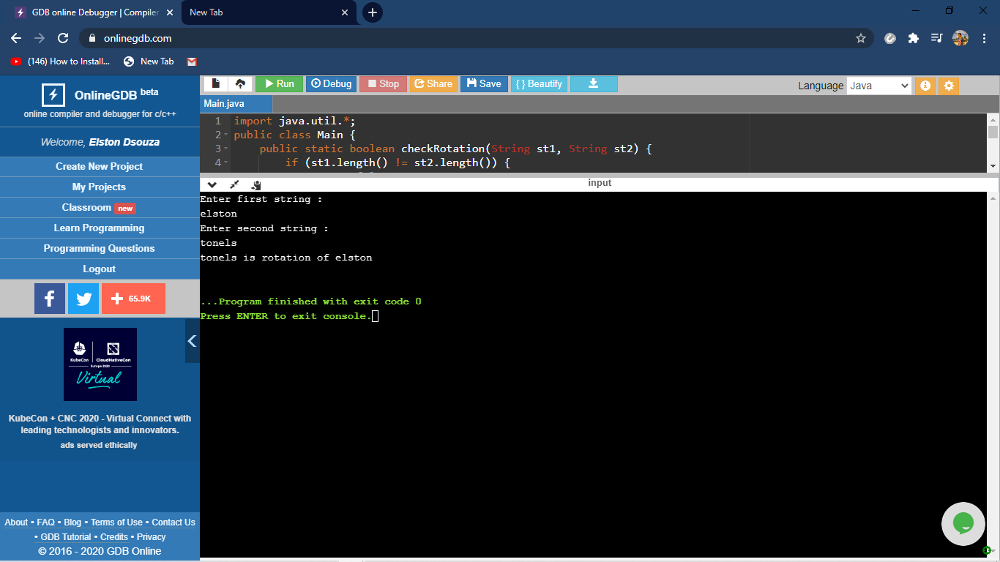 GDB online Debugger | Compiler
New Tab
onlinegdb.com
(146) How to Install...
New Tab
OnlineGDB beta
online compiler and debugger for c/c++
Welcome, Elston Dsouza
Create New Project
My Projects
Classroom new
Learn Programming
Programming Questions
Logout
65.9K
KubeCon CloudNativeCon
Europe 2020
Virtual
KubeCon + CNC 2020 - Virtual Connect with
leading technologists and innovators.
ads served ethically
About • FAQ • Blog • Terms of Use • Contact Us
• GDB Tutorial • Credits • Privacy
© 2016 - 2020 GDB Online
Run Debug Stop Share Save { } Beautify
Language Java
Main.java
1 import java.util.*;
2 public class Main {
3 public static boolean checkRotation(String st1, String st2) {
4 if (st1.length() != st2.length()) {
input
Enter first string :
elston
Enter second string :
tonels
tonels is rotation of elston
...Program finished with exit code 0
Press ENTER to exit console.